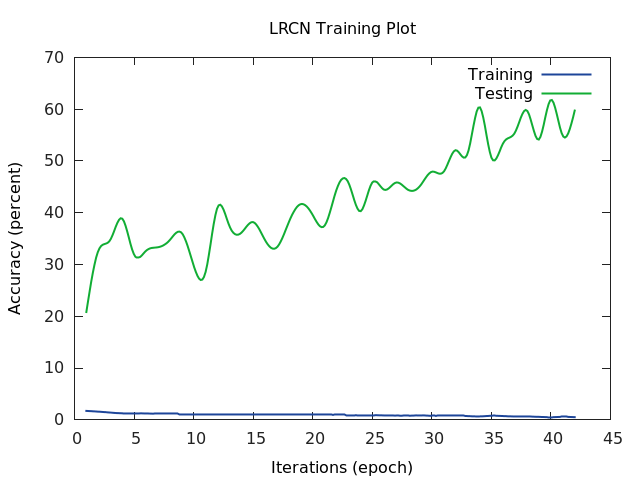 LRCN Training Plot
70
60
50
40
30
20
10
0
0 5 10 15 20 25 30 35 40 45
Accuracy (percent)
Iterations (epoch)
Training
Testing